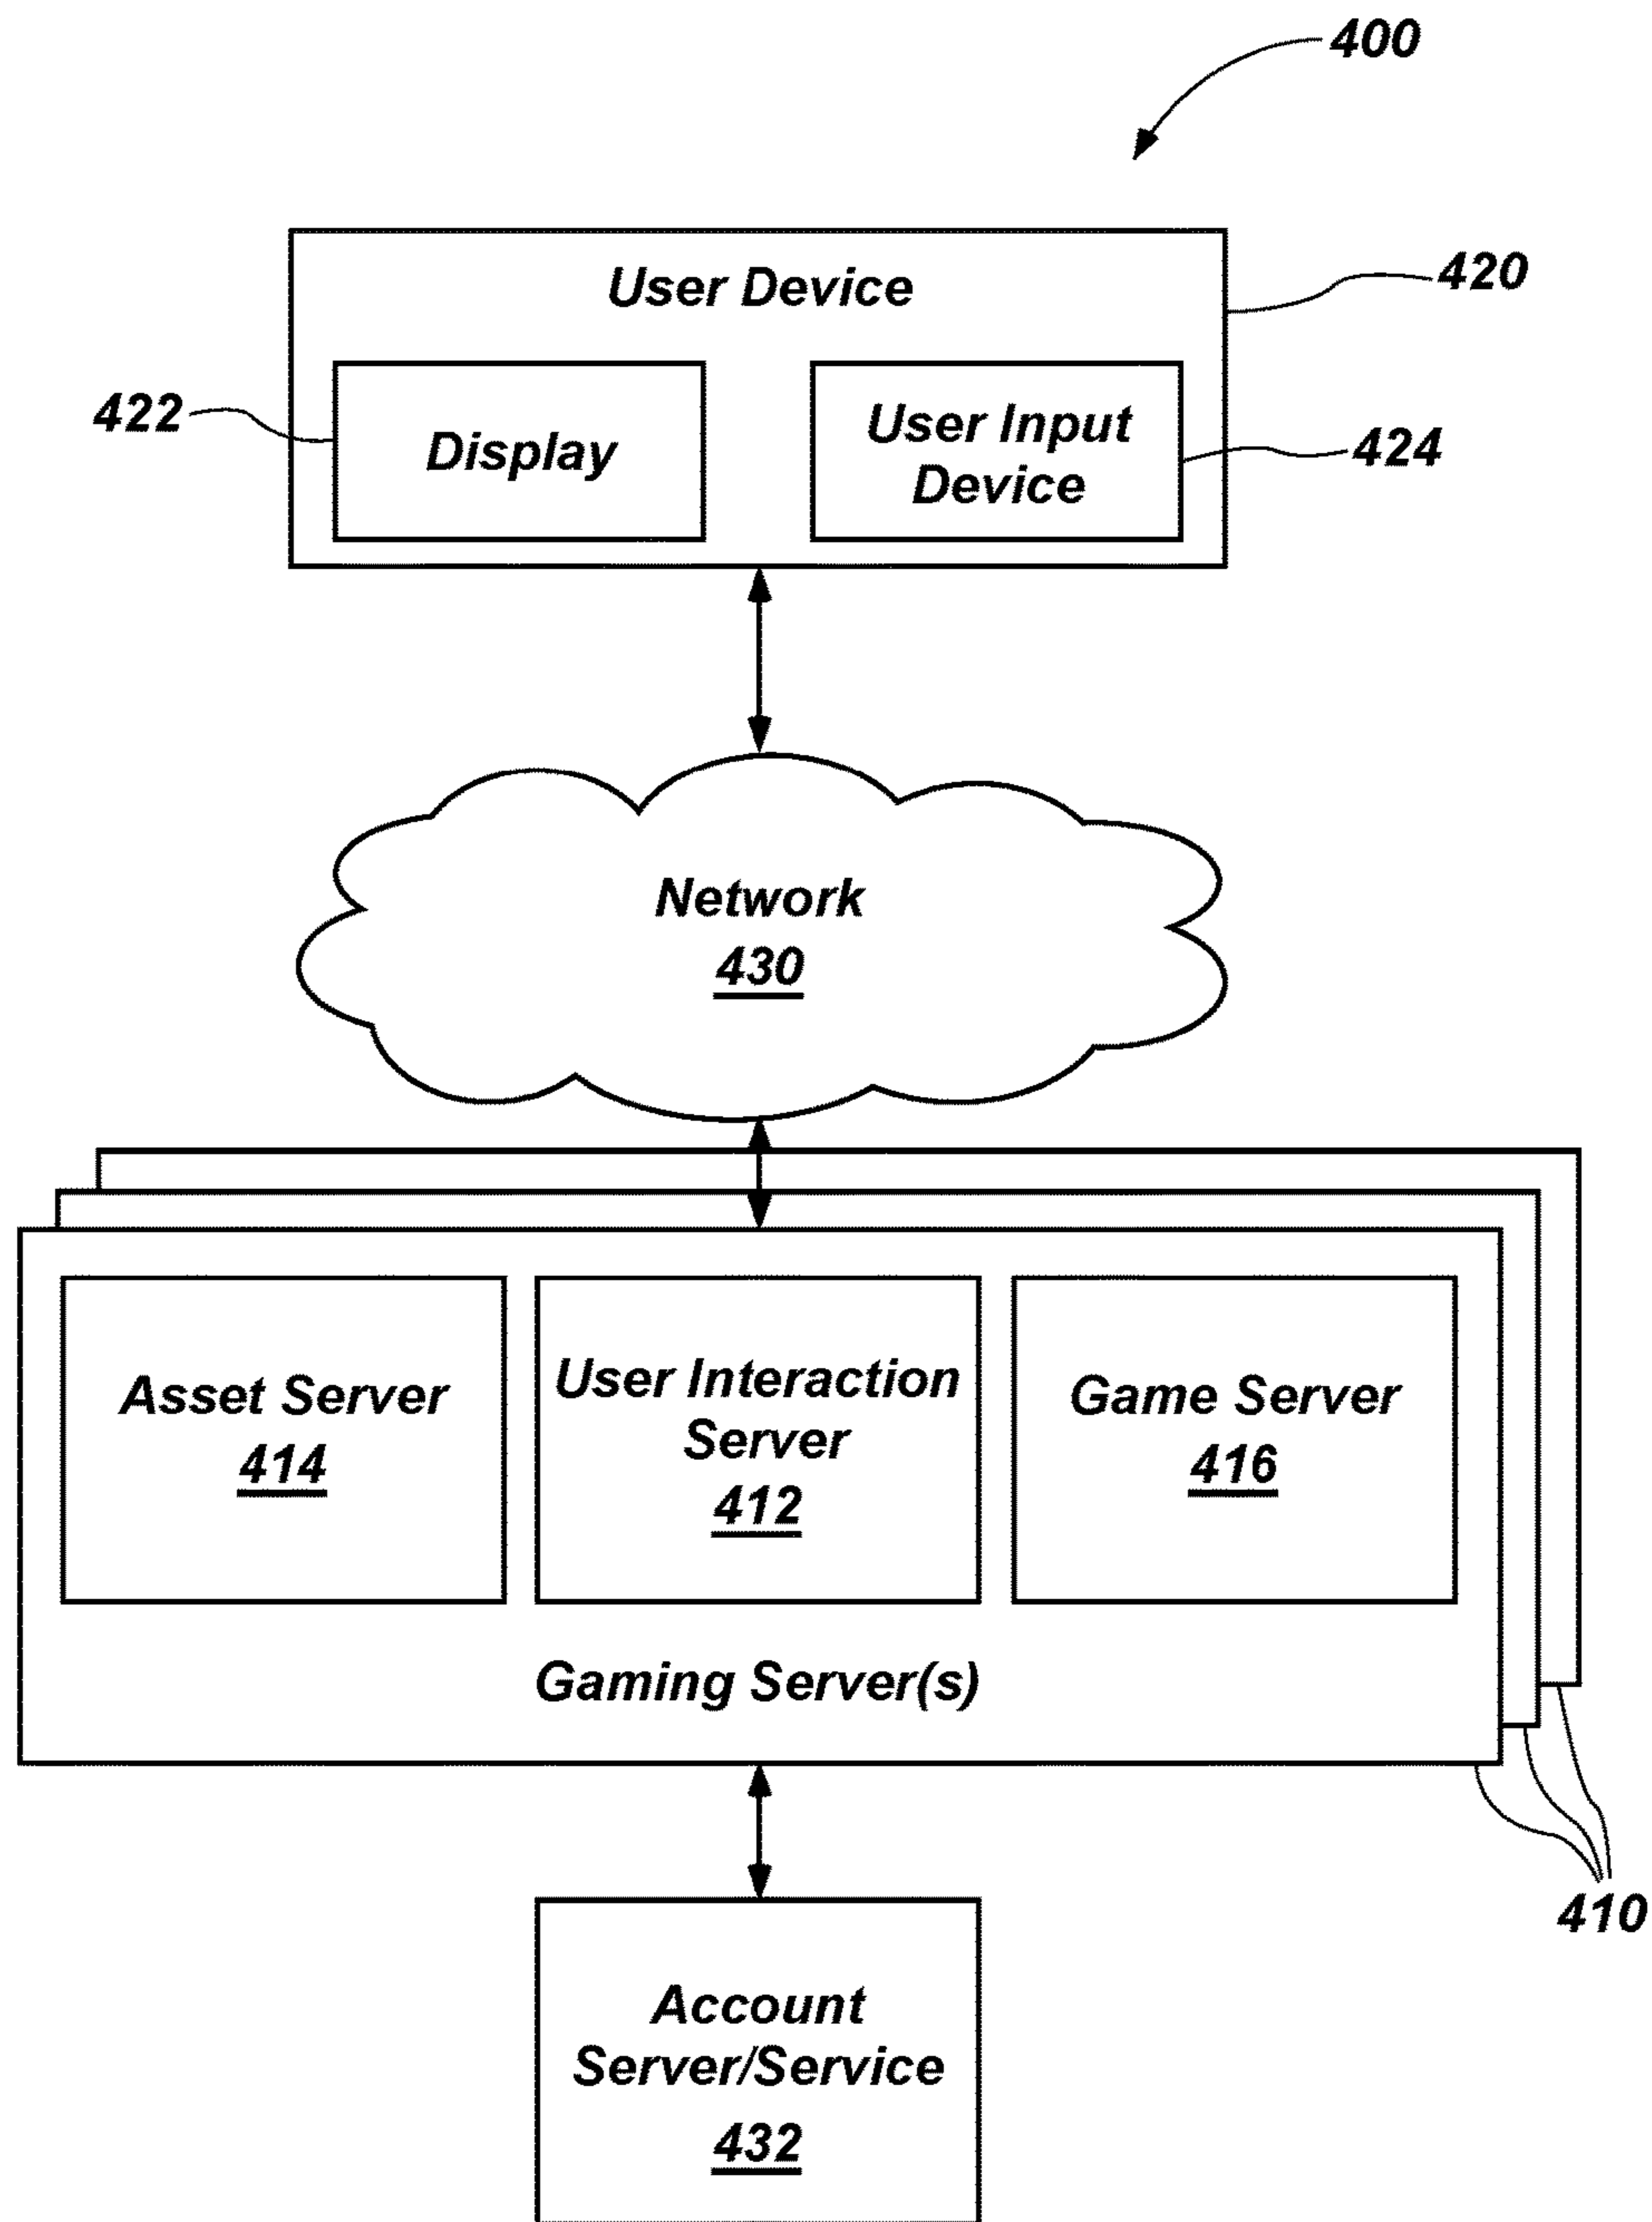 400
User Device
420
422
Display
User Input
Device
424
Network
430
Asset Server
414
User Interaction
Server
412
Game Server
416
Gaming Server(s)
410
Account
Server/Service
432